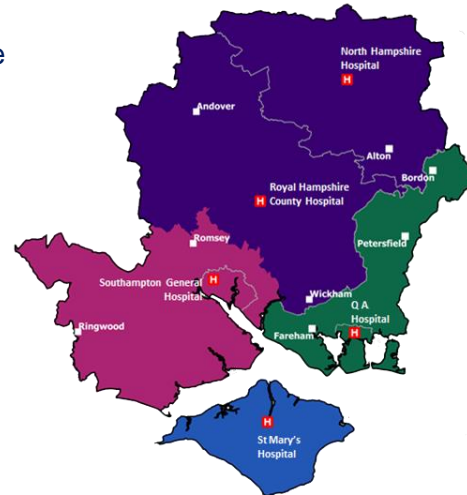 e
North Hampshire
Hospital
H
Andover
Alton
Bordon
H
Royal Hampshire
County Hospital
Petersfield
Romsey
Southampton General
Hospital
H
Wickham
Q A
Hospital
H
Ringwood
Fareham
H
St Mary's
Hospital